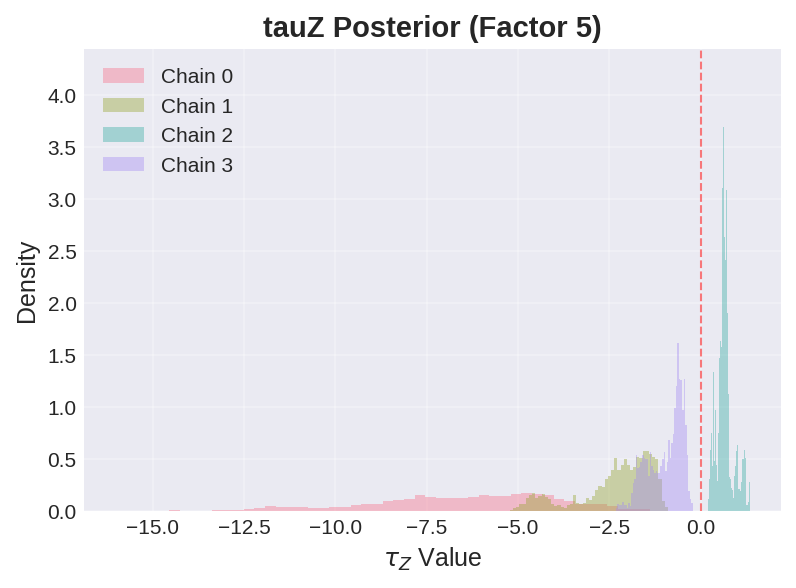 tauZ Posterior (Factor 5)
Chain 0
Chain 1
Chain 2
Chain 3
4.0
3.5
3.0
2.5
2.0
1.5
1.0
0.5
0.0
Density
−15.0 −12.5 −10.0 −7.5 −5.0 −2.5 0.0
τ_Z Value